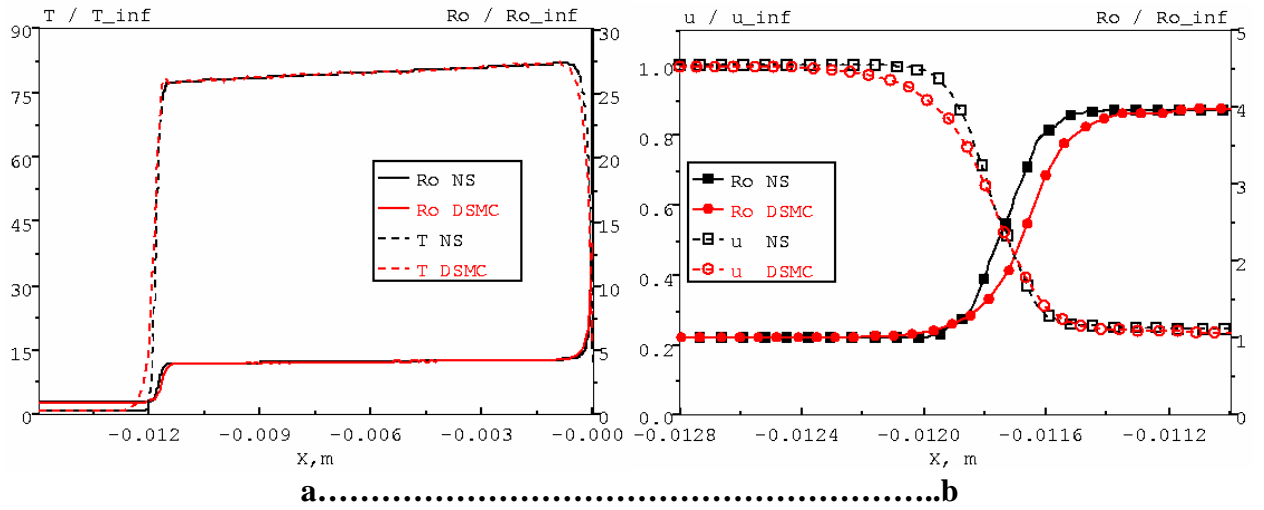 T / T_inf
Ro / Ro_inf
90
75
60
45
30
15
0
30
25
20
15
10
5
0
Ro NS
Ro DSMC
T NS
T DSMC
-0.012
-0.009
-0.006
-0.003
-0.000
X,m
u / u_inf
Ro / Ro_inf
1.0
0.8
0.6
0.4
0.2
0.0
5
4
3
2
1
0
Ro NS
Ro DSMC
u NS
u DSMC
-0.0128
-0.0124
-0.0120
-0.0116
-0.0112
X, m
a…………………………………………………………..b